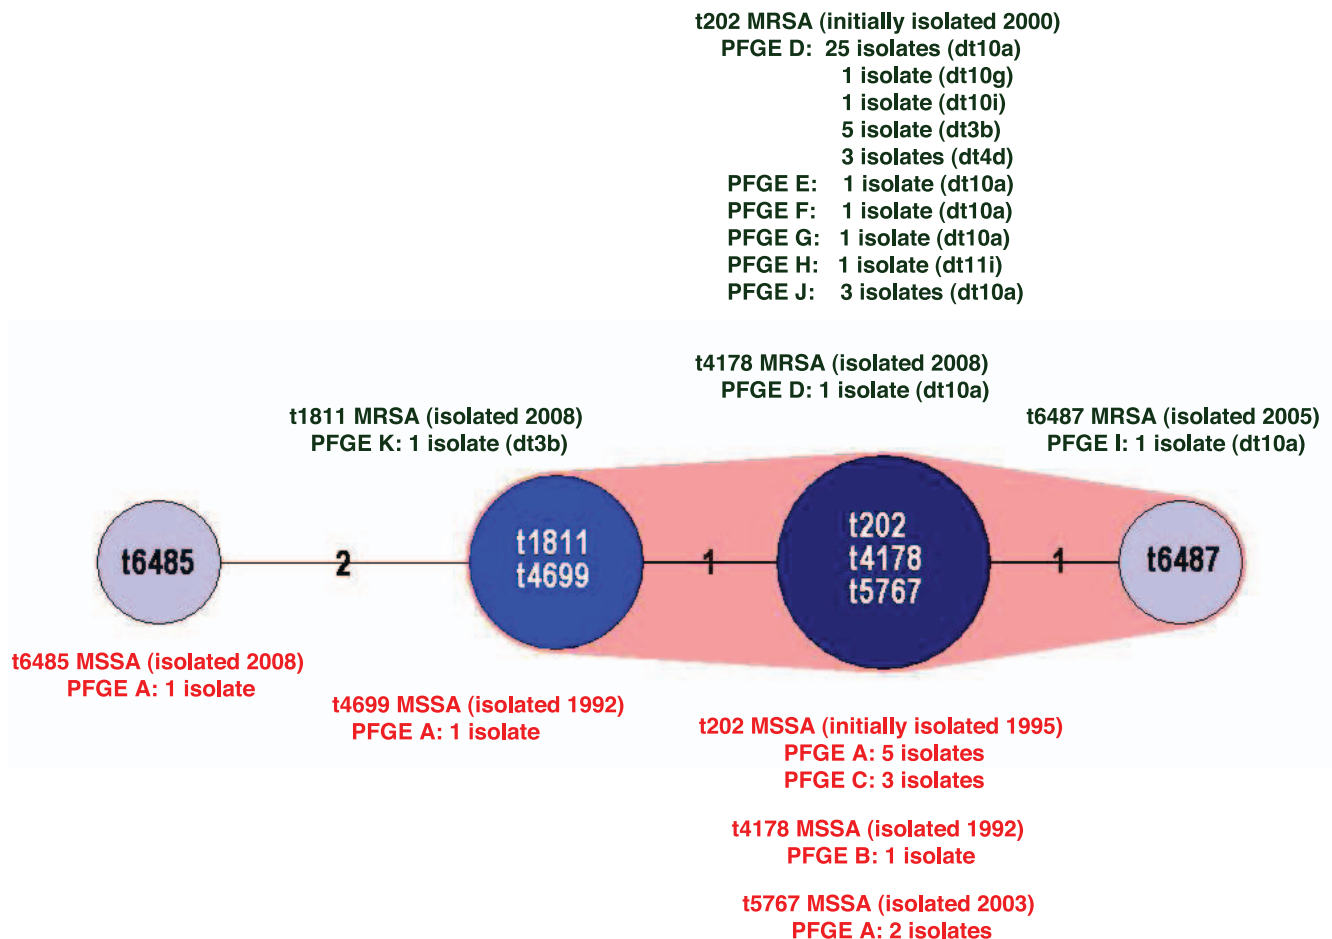 t202 MRSA (initially isolated 2000)
PFGE D: 25 isolates (dt10a)
1 isolate (dt10g)
1 isolate (dt10i)
5 isolate (dt3b)
3 isolates (dt4d)
PFGE E: 1 isolate (dt10a)
PFGE F: 1 isolate (dt10a)
PFGE G: 1 isolate (dt10a)
PFGE H: 1 isolate (dt11i)
PFGE J: 3 isolates (dt10a)
t4178 MRSA (isolated 2008)
PFGE D: 1 isolate (dt10a)
t1811 MRSA (isolated 2008)
PFGE K: 1 isolate (dt3b)
t6487 MRSA (isolated 2005)
PFGE I: 1 isolate (dt10a)
t6485
2
t1811
t4699
1
t202
t4178
t5767
1
t6487
t6485 MSSA (isolated 2008)
PFGE A: 1 isolate
t4699 MSSA (isolated 1992)
PFGE A: 1 isolate
t202 MSSA (initially isolated 1995)
PFGE A: 5 isolates
PFGE C: 3 isolates
t4178 MSSA (isolated 1992)
PFGE B: 1 isolate
t5767 MSSA (isolated 2003)
PFGE A: 2 isolates